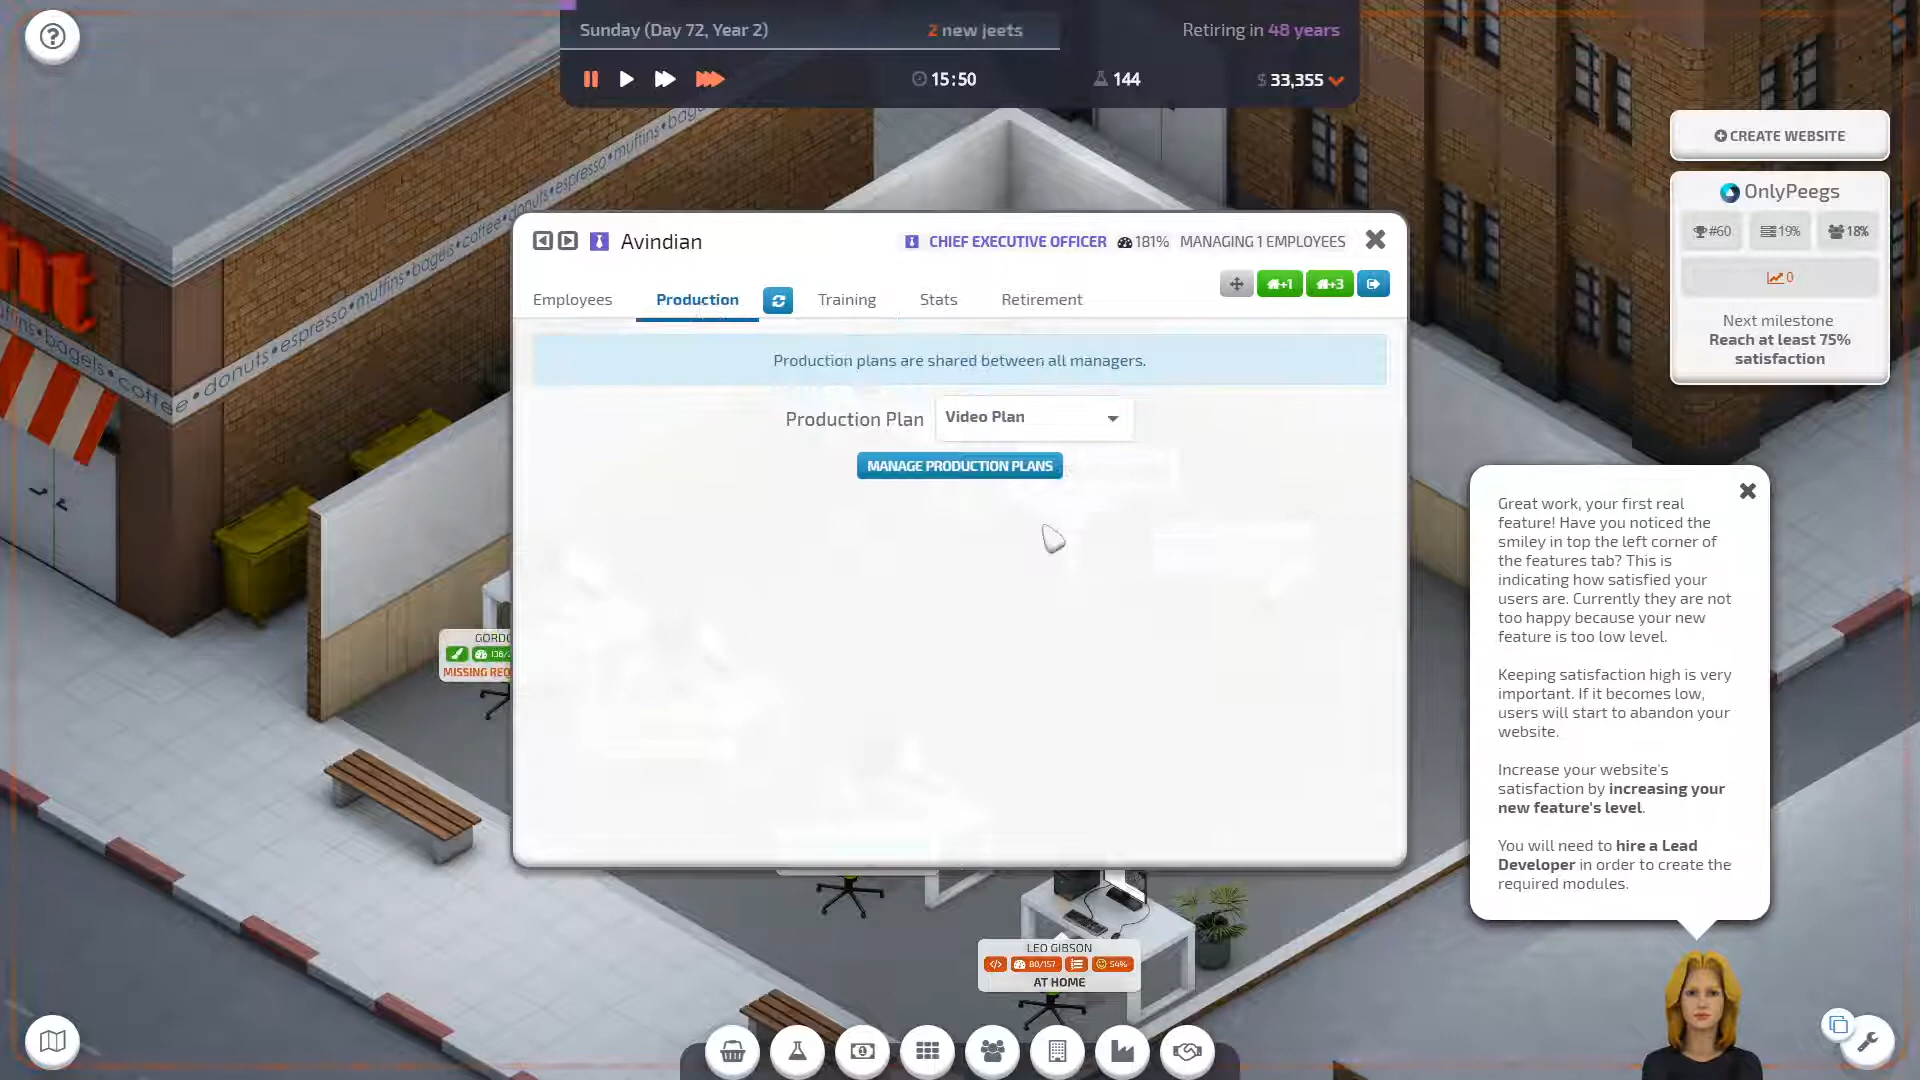 Sunday (Day 72, Year 2)
2 new jeets
Retiring in 48 years
15:50
144
$ 33,355
CREATE WEBSITE
OnlyPeegs
#60
19%
18%
0
Next milestone
Reach at least 75%
satisfaction
Avindian
CHIEF EXECUTIVE OFFICER
181%
MANAGING 1 EMPLOYEES
+1
+3
Employees
Production
Training
Stats
Retirement
Production plans are shared between all managers.
Production Plan
Video Plan
MANAGE PRODUCTION PLANS
Great work, your first real
feature! Have you noticed the
smiley in top the left corner of
the features tab? This is
indicating how satisfied your
users are. Currently they are not
too happy because your new
feature is too low level.
Keeping satisfaction high is very
important. If it becomes low,
users will start to abandon your
website.
Increase your website's
satisfaction by increasing your
new feature's level.
You will need to hire a Lead
Developer in order to create the
required modules.
GORDO
MISSING REQ
LEO GIBSON
80/157
54%
AT HOME
muffins•bagels•coffee•donuts•espresso•muffins•bagels
nt